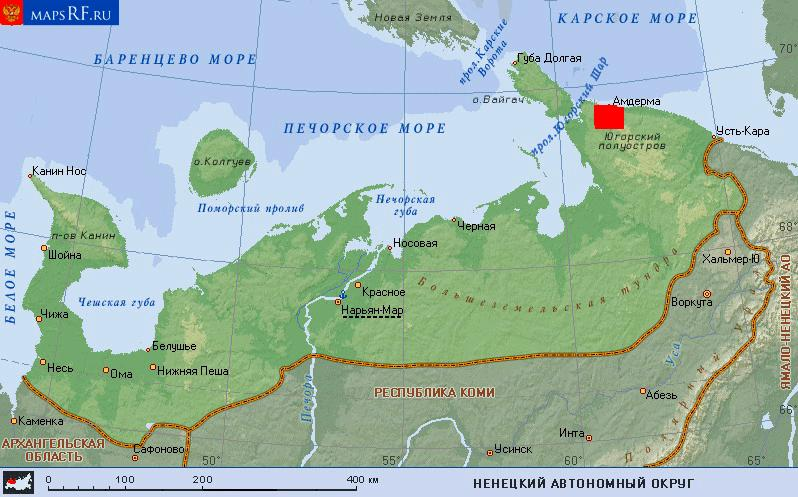 MAPSRF.RU
Новая Земля
КАРСКОЕ МОРЕ
БАРЕНЦЕВО МОРЕ
прол.Карские
Ворота
Губа Долгая
70°
о.Вайгач
прол.Югорский Шар
Амдерма
ПЕЧОРСКОЕ МОРЕ
Югорский
полуостров
Усть-Кара
о.Колгуев
Канин Нос
Поморский пролив
Печорская
губа
БЕЛОЕ МОРЕ
п-ов Канин
Черная
68°
Носовая
Шойна
Хальмер-Ю
Большеземельская тундра
Чешская губа
Красное
Нарьян-Мар
Воркута
ЯМАЛО-НЕНЕЦКИЙ АО
Чижа
Белушье
Несь
Ома
Нижняя Пеша
Уса
Печора
РЕСПУБЛИКА КОМИ
Абезь
Полярный Урал
66°
Каменка
АРХАНГЕЛЬСКАЯ
ОБЛАСТЬ
Сафоново
Инта
Усинск
50°
55°
60°
65°
0 100 200 400 км
НЕНЕЦКИЙ АВТОНОМНЫЙ ОКРУГ